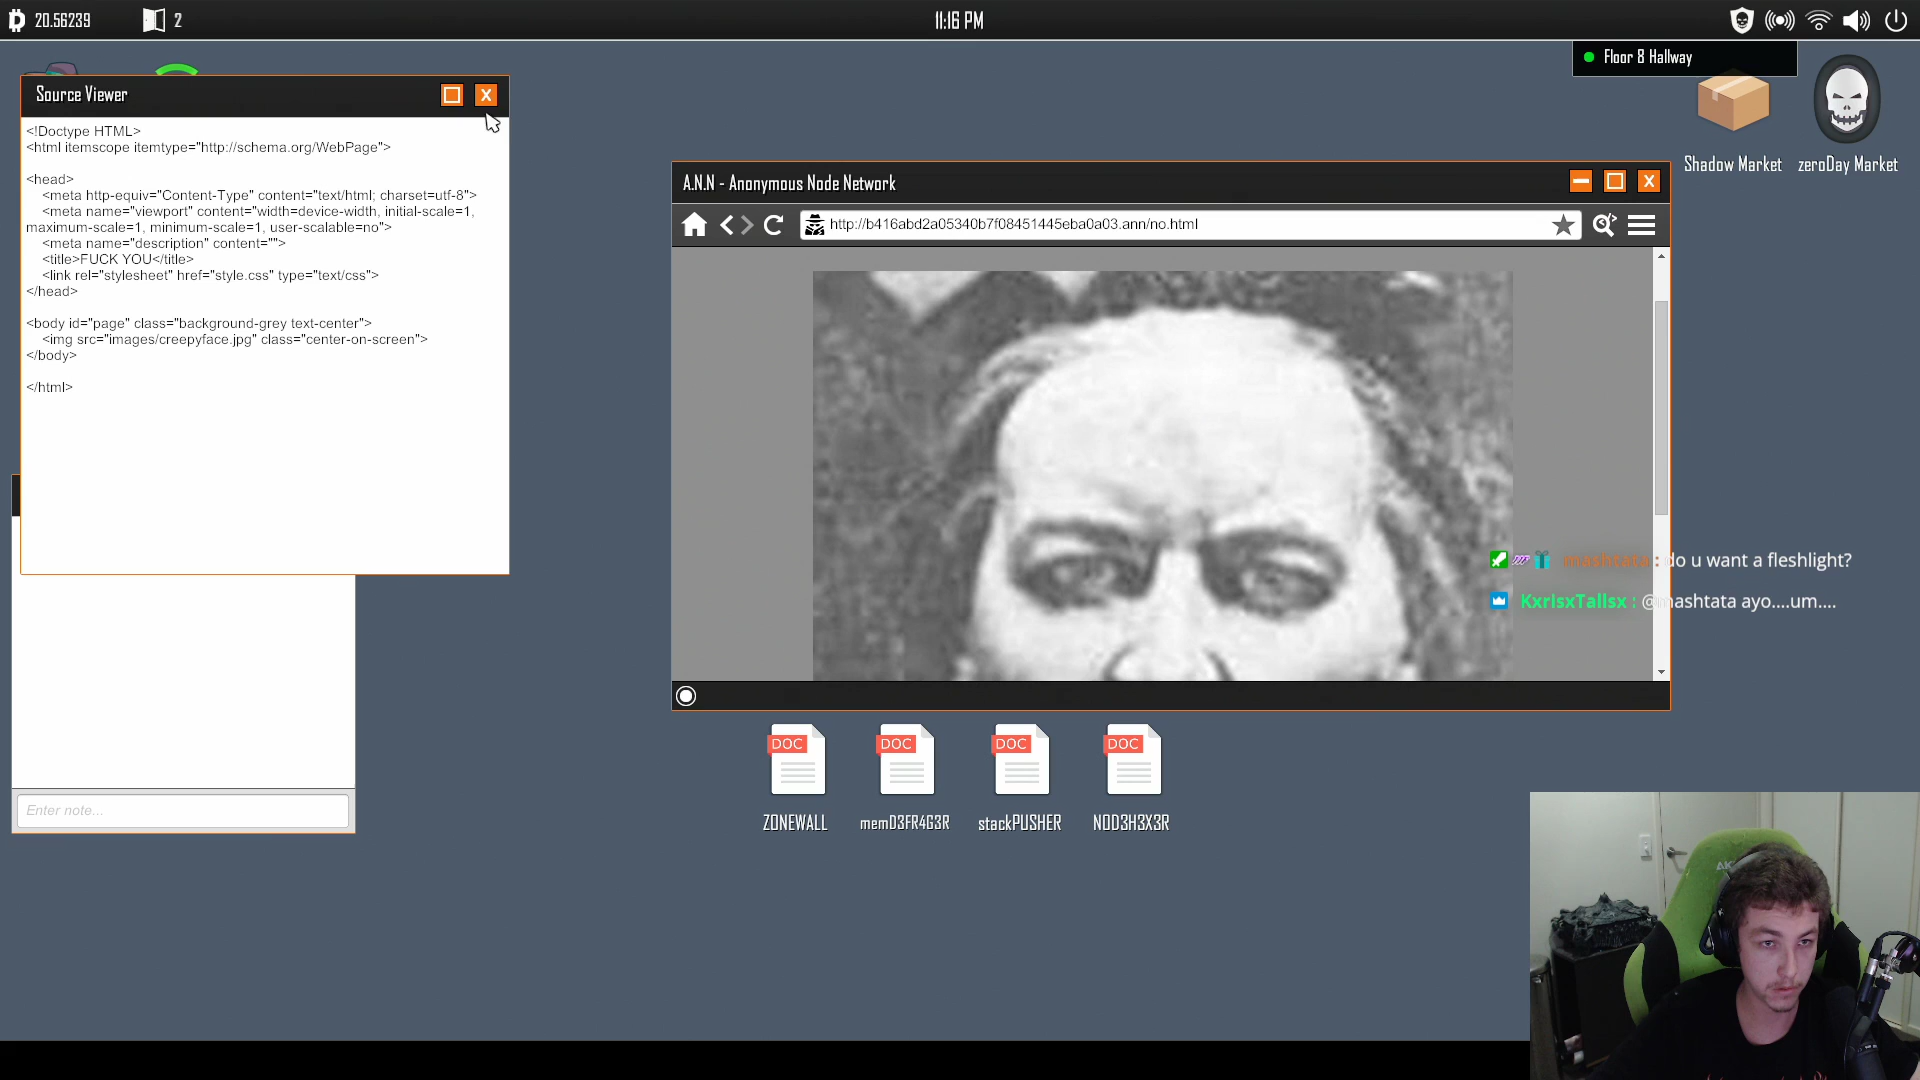 20.56239
2
11:16 PM
Floor 8 Hallway
Source Viewer
<!Doctype HTML>
<html itemscope itemtype="http://schema.org/WebPage">
<head>
<meta http-equiv="Content-Type" content="text/html; charset=utf-8">
<meta name="viewport" content="width=device-width, initial-scale=1,
maximum-scale=1, minimum-scale=1, user-scalable=no">
<meta name="description" content="">
<title>FUCK YOU</title>
<link rel="stylesheet" href="style.css" type="text/css">
</head>
<body id="page" class="background-grey text-center">
<img src="images/creepyface.jpg" class="center-on-screen">
</body>
</html>
Enter note...
Shadow Market
zeroDay Market
A.N.N - Anonymous Node Network
http://b416abd2a05340b7f08451445eba0a03.ann/no.html
mashtata : do u want a fleshlight?
KxrisxTallsx : @mashtata ayo....um....
DOC
DOC
DOC
DOC
ZONEWALL
memD3FR4G3R
stackPUSHER
NOD3H3X3R
AK